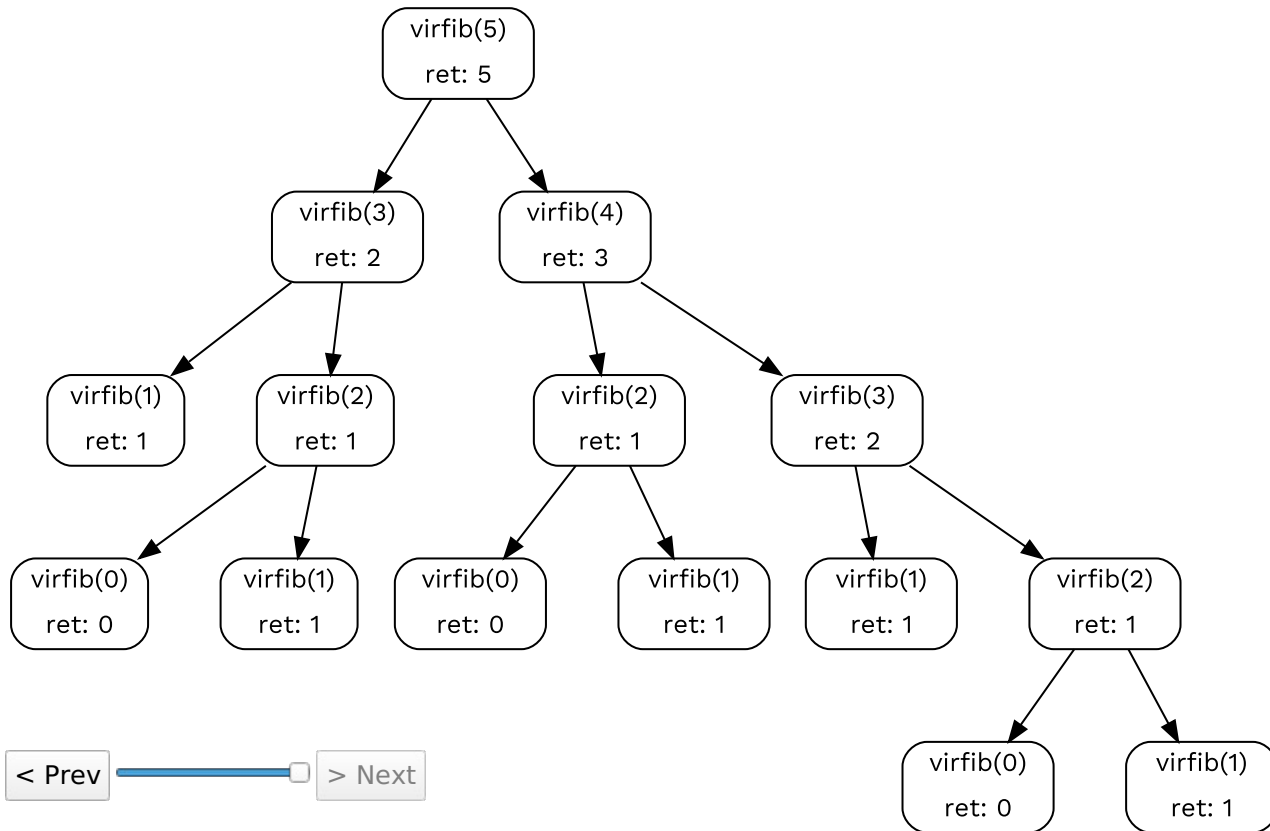 virfib(5)
ret: 5
virfib(3)
ret: 2
virfib(4)
ret: 3
virfib(1)
ret: 1
virfib(2)
ret: 1
virfib(2)
ret: 1
virfib(3)
ret: 2
virfib(0)
ret: 0
virfib(1)
ret: 1
virfib(0)
ret: 0
virfib(1)
ret: 1
virfib(1)
ret: 1
virfib(2)
ret: 1
virfib(0)
ret: 0
virfib(1)
ret: 1
< Prev
> Next